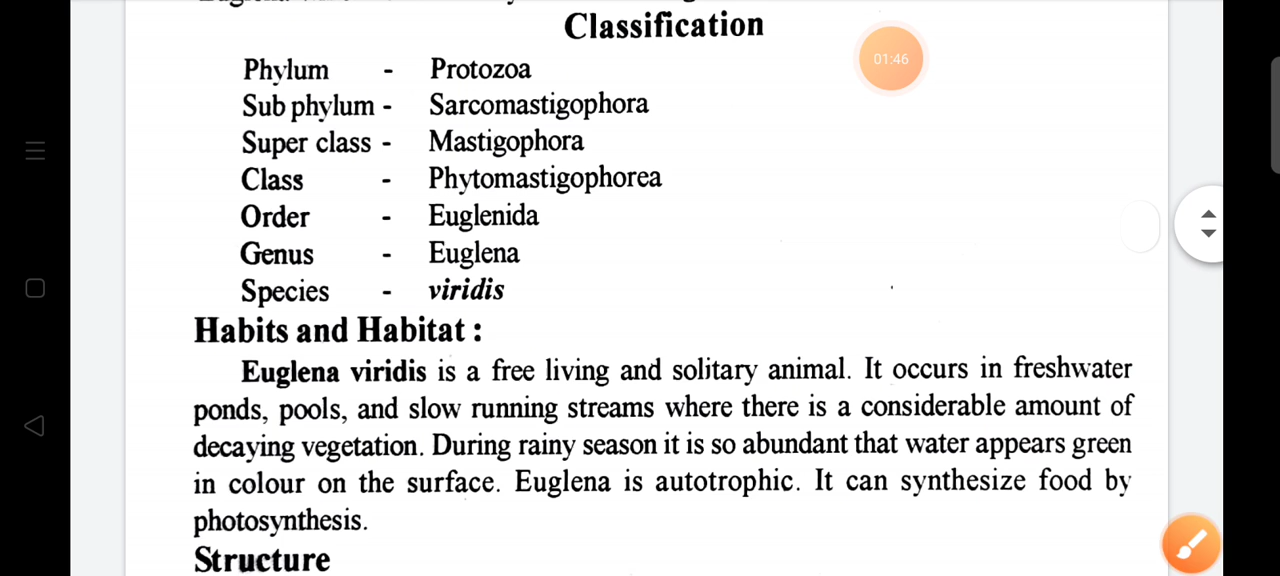 Classification
01:46
Phylum - Protozoa
Sub phylum - Sarcomastigophora
Super class - Mastigophora
Class - Phytomastigophorea
Order - Euglenida
Genus - Euglena
Species - viridis
Habits and Habitat :
Euglena viridis is a free living and solitary animal. It occurs in freshwater
ponds, pools, and slow running streams where there is a considerable amount of
decaying vegetation. During rainy season it is so abundant that water appears green
in colour on the surface. Euglena is autotrophic. It can synthesize food by
photosynthesis.
Structure